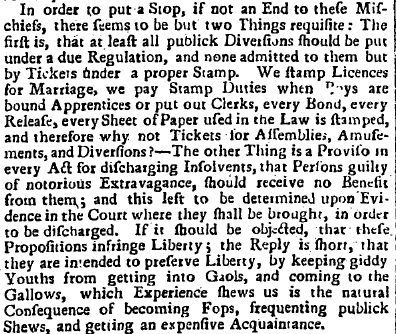 In order to put a Stop, if not an End to theſe Miſ-
chiefs, there ſeems to be but two Things requiſite: The
firſt is, that at leaſt all publick Diverſions ſhould be put
under a due Regulation, and none admitted to them but
by Tickets under a proper Stamp. We ſtamp Licences
for Marriage, we pay Stamp Duties when Boys are
bound Apprentices or put out Clerks, every Bond, every
Releaſe, every Sheet of Paper uſed in the Law is ſtamped,
and therefore why not Tickets for Aſſemblies, Amuſe-
ments, and Diverſions?—The other Thing is a Proviſo in
every Act for diſcharging Inſolvents, that Perſons guilty
of notorious Extravagance, ſhould receive no Benefit
from them; and this left to be determined upon Evi-
dence in the Court where they ſhall be brought, in order
to be diſcharged. If it ſhould be objected, that theſe
Propoſitions infringe Liberty; the Reply is ſhort, that
they are intended to preſerve Liberty, by keeping giddy
Youths from getting into Gaols, and coming to the
Gallows, which Experience ſhews us is the natural
Conſequence of becoming Fops, frequenting publick
Shews, and getting an expenſive Acquainance.